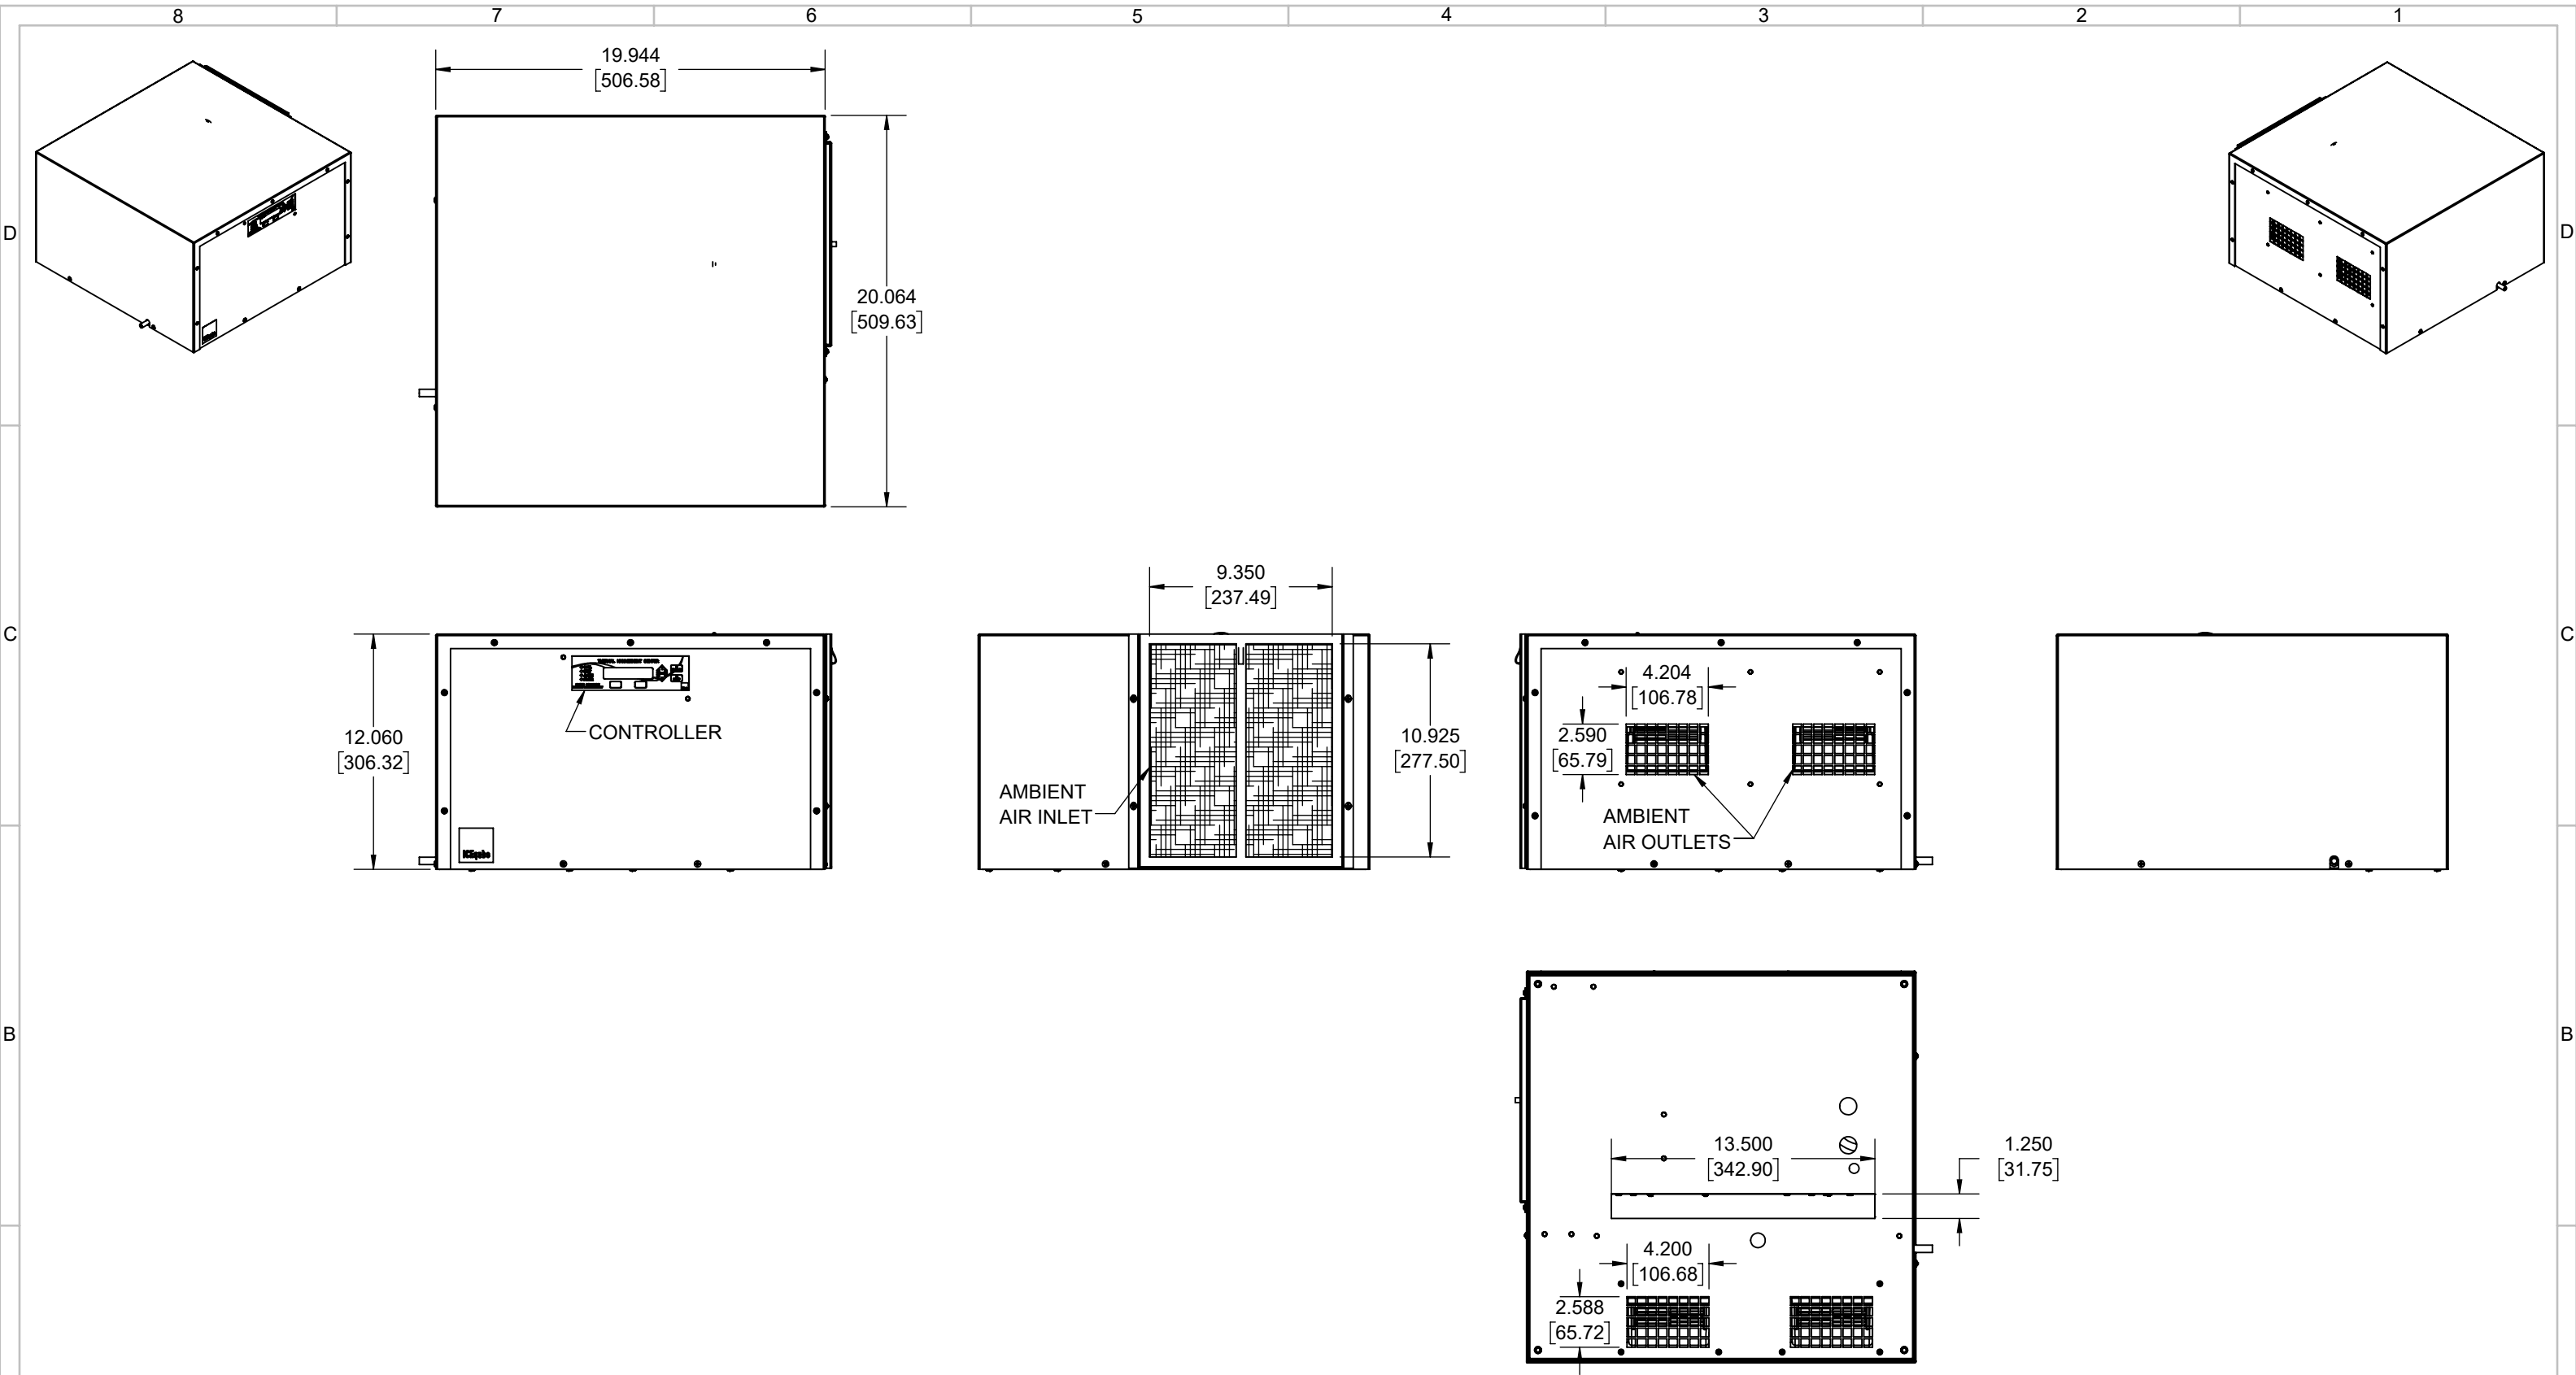 8 7 6 5 4 3 2 1
19.944
[506.58]
D D
20.064
[509.63]
9.350
[237.49]
C C
4.204
[106.78]
CONTROLLER
12.060
[306.32]
10.925
[277.50]
2.590
[65.79]
AMBIENT
AIR INLET
AMBIENT
AIR OUTLETS
B B
13.500
[342.90]
1.250
[31.75]
4.200
[106.68]
2.588
[65.72]